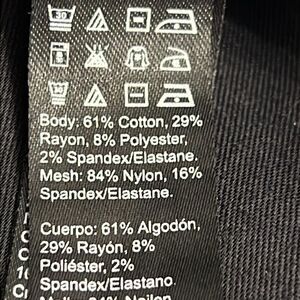 Body: 61% Cotton, 29%
Rayon, 8% Polyester,
2% Spandex/Elastane.
Mesh: 84% Nylon, 16%
Spandex/Elastane.
Cuerpo: 61% Algodón,
29% Rayón, 8%
Poliéster, 2%
Spandex/Elastano